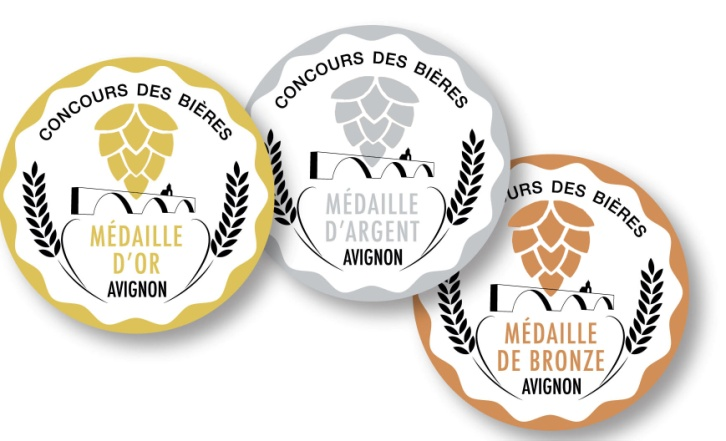 CONCOURS DES BIÈRES
MÉDAILLE
D'OR
AVIGNON
CONCOURS DES BIÈRES
MÉDAILLE
D'ARGENT
AVIGNON
URS DES BIÈRES
MÉDAILLE
DE BRONZE
AVIGNON